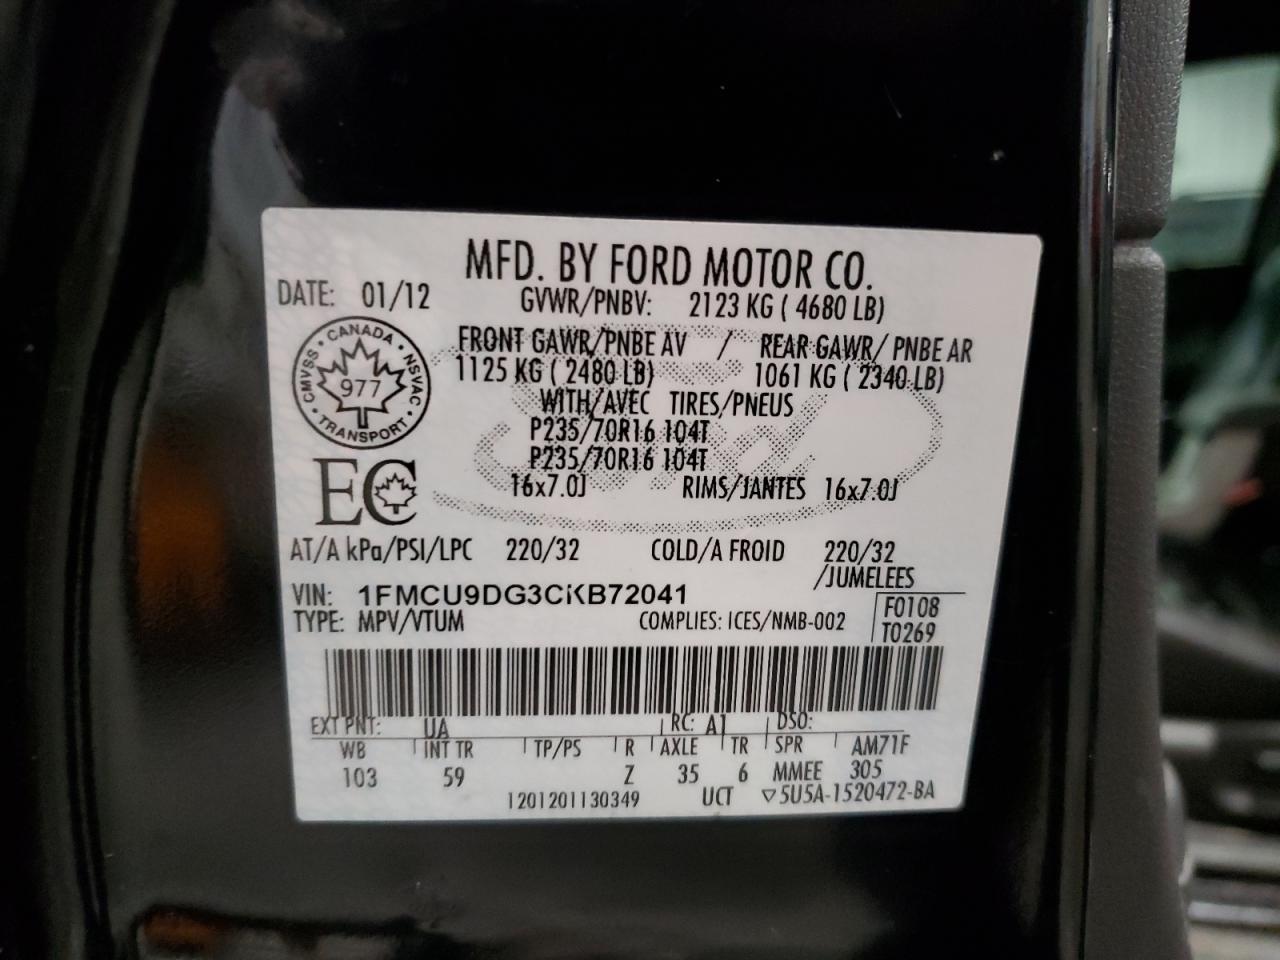 MFD. BY FORD MOTOR CO.
DATE: 01/12 GVWR/PNBV: 2123 KG ( 4680 LB)
FRONT GAWR/PNBE AV / REAR GAWR/ PNBE AR
1125 KG ( 2480 LB) 1061 KG ( 2340 LB)
WITH/AVEC TIRES/PNEUS
P235/70R16 104T
P235/70R16 104T
16x7.0J RIMS/JANTES 16x7.0J
CMVSS • CANADA • NSVAC • TRANSPORT •
977
EC
AT/A kPa/PSI/LPC 220/32 COLD/A FROID 220/32
/JUMELEES
VIN: 1FMCU9DG3CKB72041
F0108
TYPE: MPV/VTUM COMPLIES: ICES/NMB-002
T0269
EXT PNT: UA RC: A1 DSO:
WB INT TR TP/PS R AXLE TR SPR AM71F
103 59 Z 35 6 MMEE 305
1201201130349 UCT ▽5U5A-1520472-BA
Ford